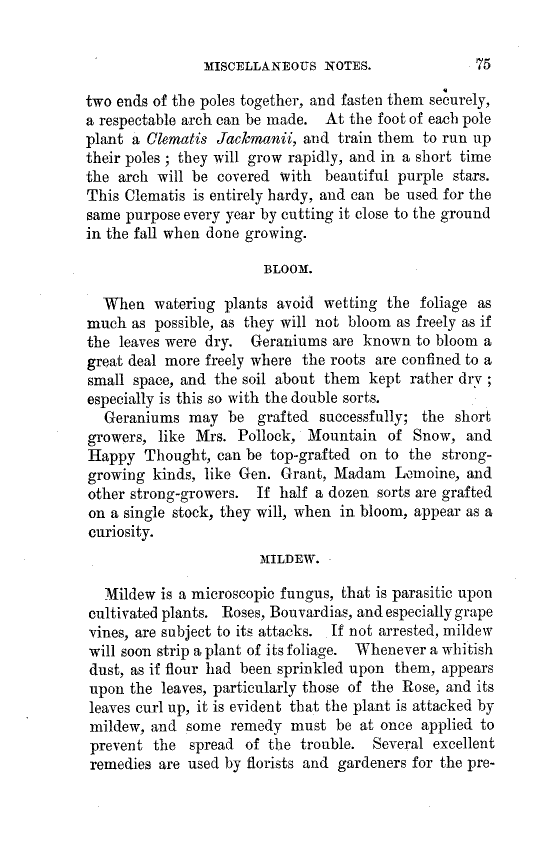 MISCELLANEOUS NOTES. 75
two ends of the poles together, and fasten them securely,
a respectable arch can be made. At the foot of each pole
plant a Clematis Jackmanii, and train them to run up
their poles ; they will grow rapidly, and in a short time
the arch will be covered with beautiful purple stars.
This Clematis is entirely hardy, and can be used for the
same purpose every year by cutting it close to the ground
in the fall when done growing.
BLOOM.
When watering plants avoid wetting the foliage as
much as possible, as they will not bloom as freely as if
the leaves were dry. Geraniums are known to bloom a
great deal more freely where the roots are confined to a
small space, and the soil about them kept rather dry ;
especially is this so with the double sorts.
Geraniums may be grafted successfully; the short
growers, like Mrs. Pollock, Mountain of Snow, and
Happy Thought, can be top-grafted on to the strong-
growing kinds, like Gen. Grant, Madam Lemoine, and
other strong-growers. If half a dozen sorts are grafted
on a single stock, they will, when in bloom, appear as a
curiosity.
MILDEW.
Mildew is a microscopic fungus, that is parasitic upon
cultivated plants. Roses, Bouvardias, and especially grape
vines, are subject to its attacks. If not arrested, mildew
will soon strip a plant of its foliage. Whenever a whitish
dust, as if flour had been sprinkled upon them, appears
upon the leaves, particularly those of the Rose, and its
leaves curl up, it is evident that the plant is attacked by
mildew, and some remedy must be at once applied to
prevent the spread of the trouble. Several excellent
remedies are used by florists and gardeners for the pre-